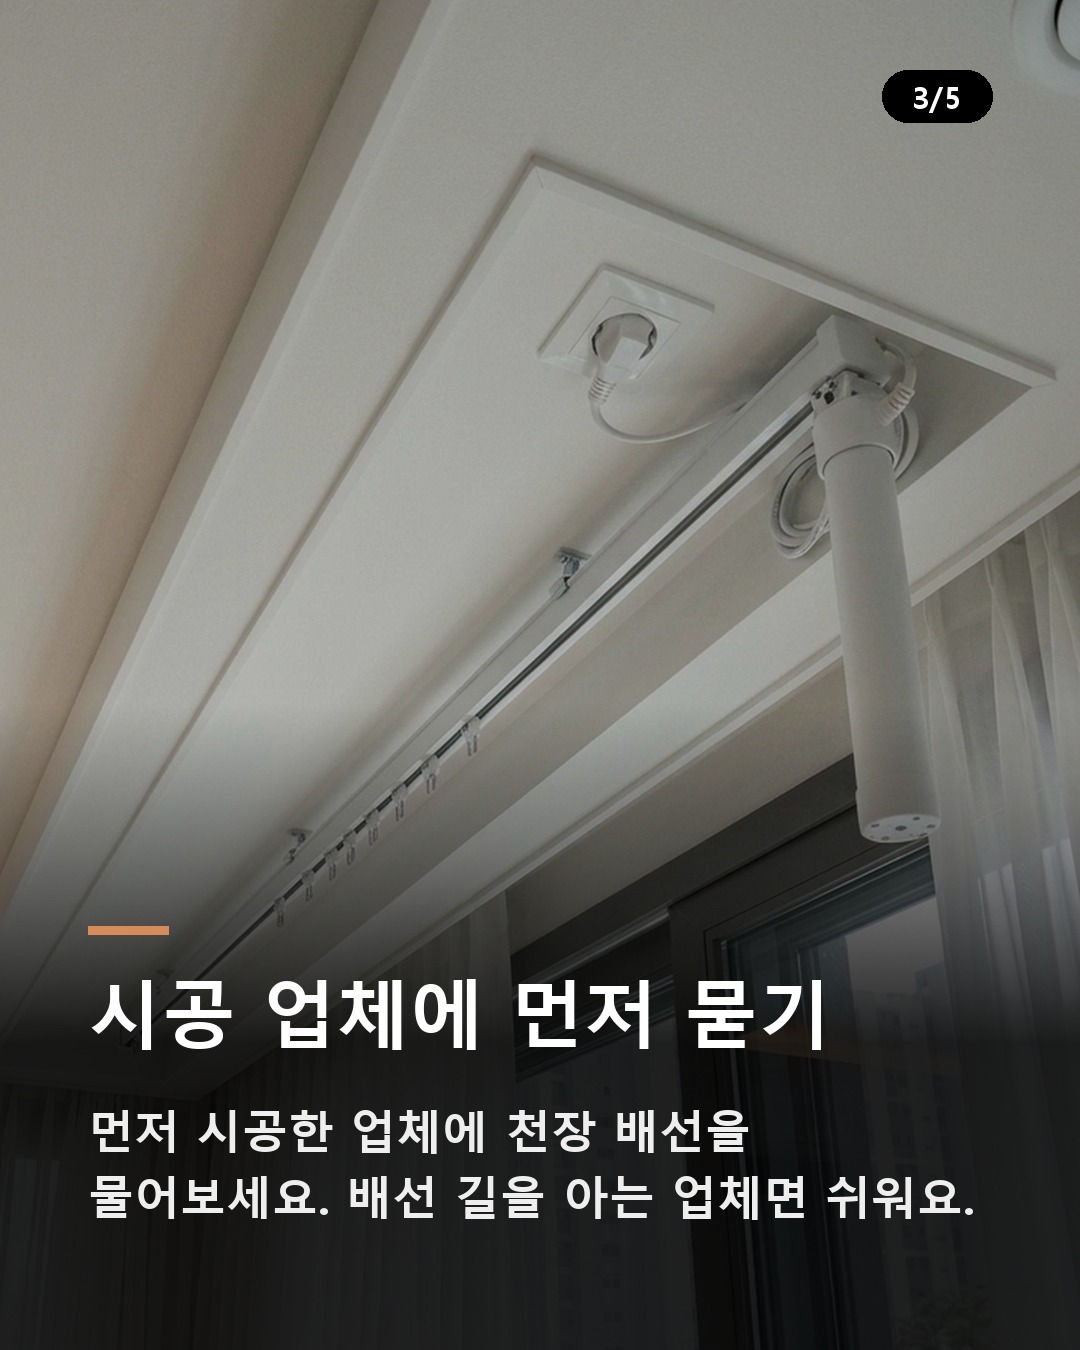 3/5
시공 업체에 먼저 묻기
먼저 시공한 업체에 천장 배선을
물어보세요. 배선 길을 아는 업체면 쉬워요.